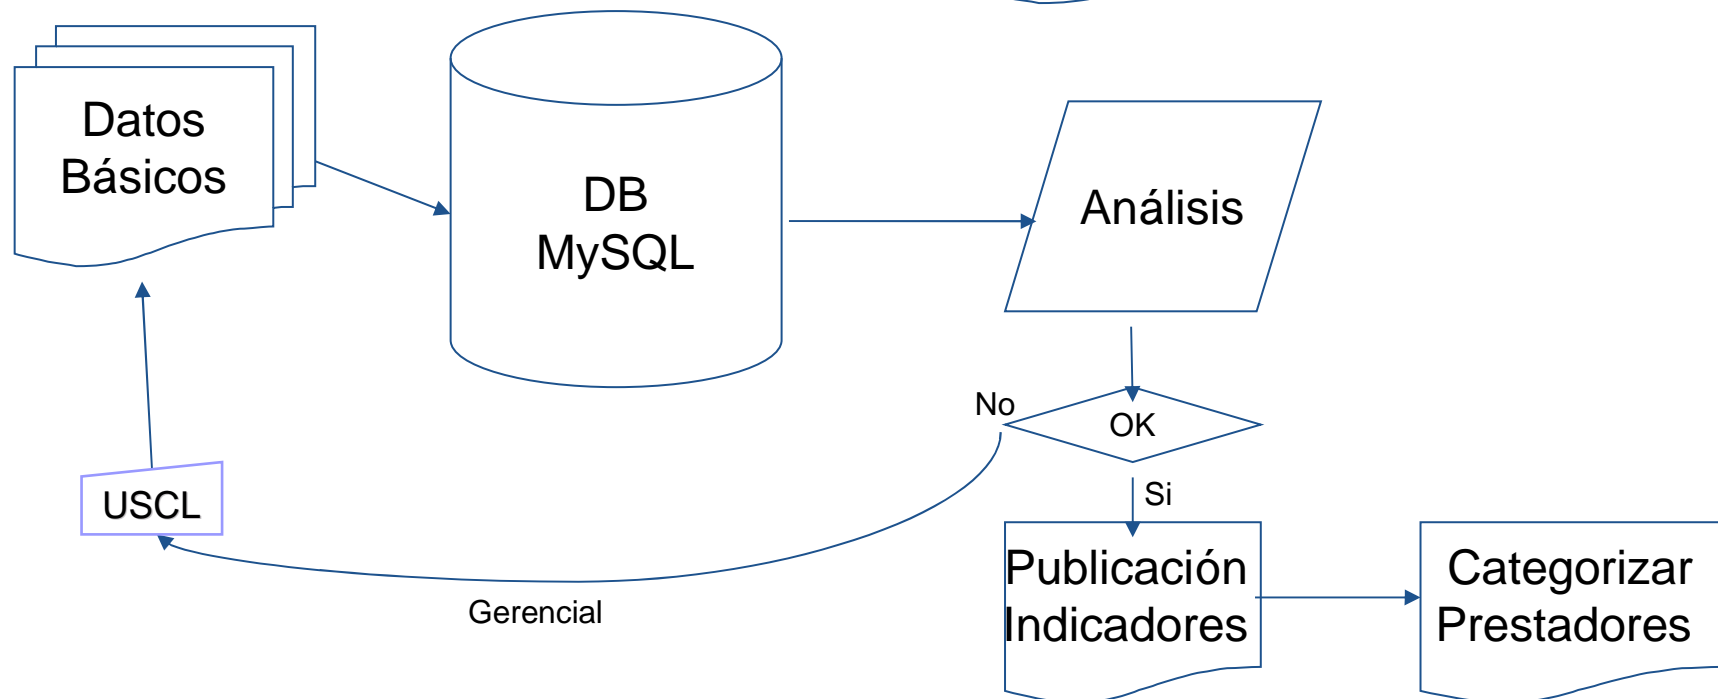 Datos
Básicos
DB
MySQL
Análisis
No
OK
Si
USCL
Gerencial
Publicación
Indicadores
Categorizar
Prestadores